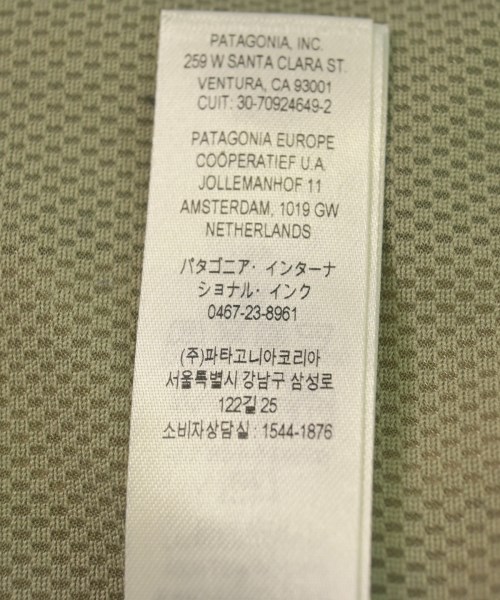 PATAGONIA, INC.
259 W SANTA CLARA ST.
VENTURA, CA 93001
CUIT: 30-70924649-2
PATAGONIA EUROPE
COÖPERATIEF U.A.
JOLLEMANHOF 11
AMSTERDAM, 1019 GW
NETHERLANDS
パタゴニア・インターナ
ショナル・インク
0467-23-8961
(주)파타고니아코리아
서울특별시 강남구 삼성로
122길 25
소비자상담실 : 1544-1876